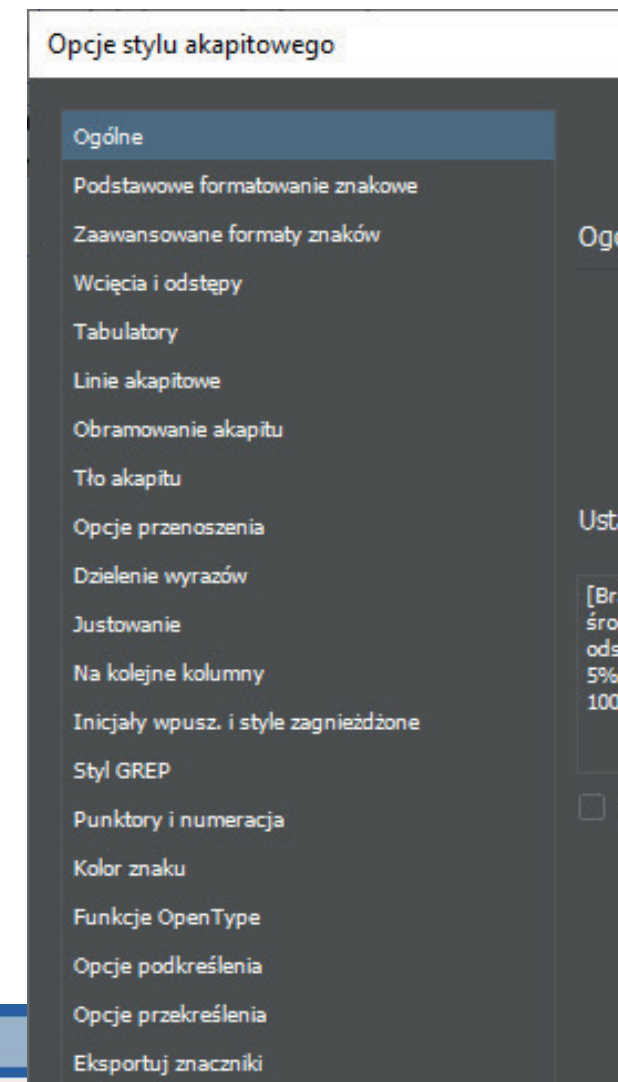 Opcje stylu akapitowego
Ogólne
Podstawowe formatowanie znakowe
Zaawansowane formaty znaków
Wcięcia i odstępy
Tabulatory
Linie akapitowe
Obramowanie akapitu
Tło akapitu
Opcje przenoszenia
Dzielenie wyrazów
Justowanie
Na kolejne kolumny
Inicjały wpusz. i style zagnieżdżone
Styl GREP
Punktory i numeracja
Kolor znaku
Funkcje OpenType
Opcje podkreślenia
Opcje przekreślenia
Eksportuj znaczniki
5%
100